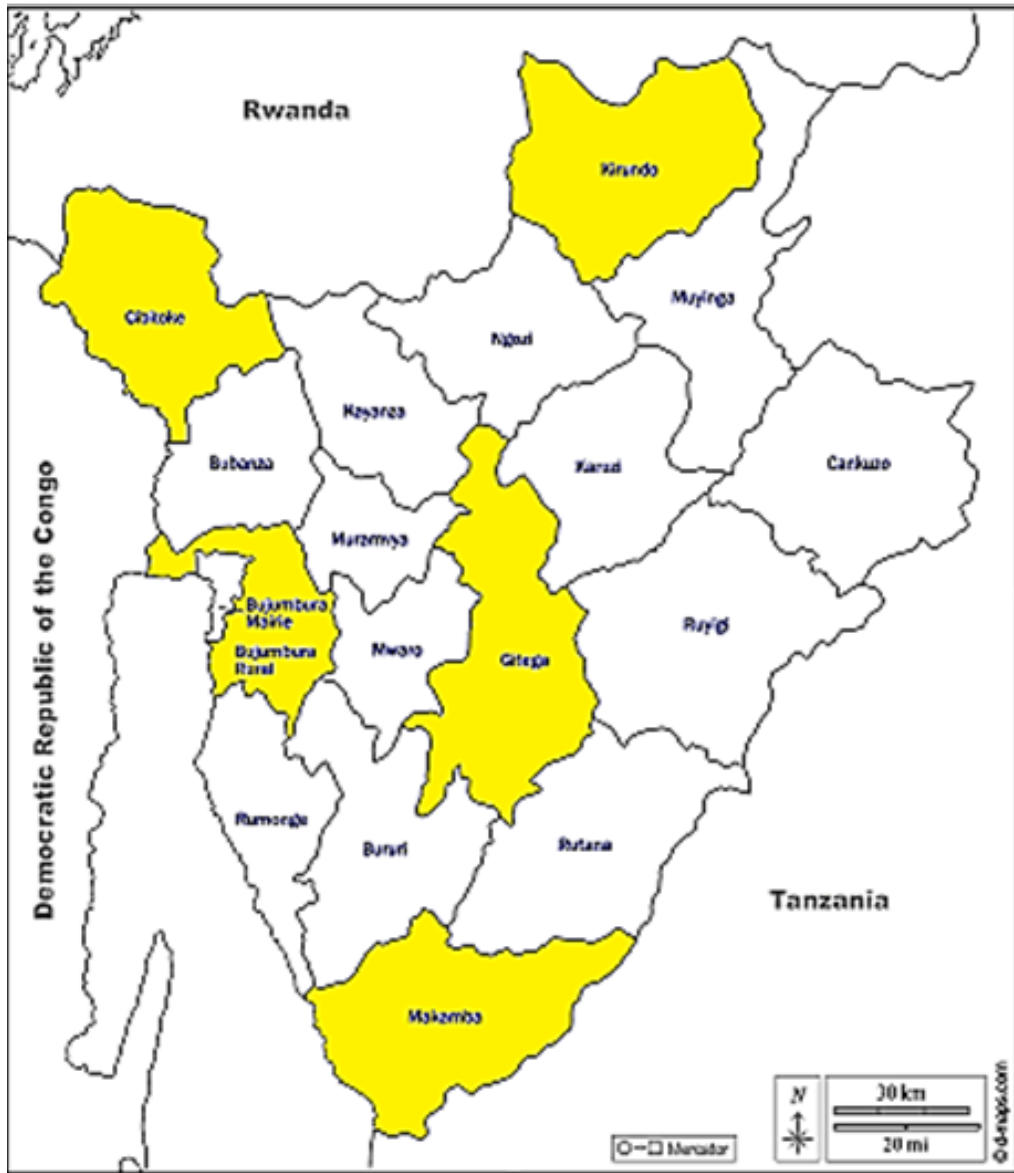 Rwanda
Kirundo
Muyinga
Cibitoke
Ngozi
Kayanza
Bubanza
Karuzi
Cankuzo
Muramvya
Democratic Republic of the Congo
Bujumbura
Mairie
Bujumbura
Rural
Mwaro
Gitega
Ruyigi
Rumonge
Bururi
Rutana
Tanzania
Makamba
N
30 km
20 mi
Mercator
© d-maps.com